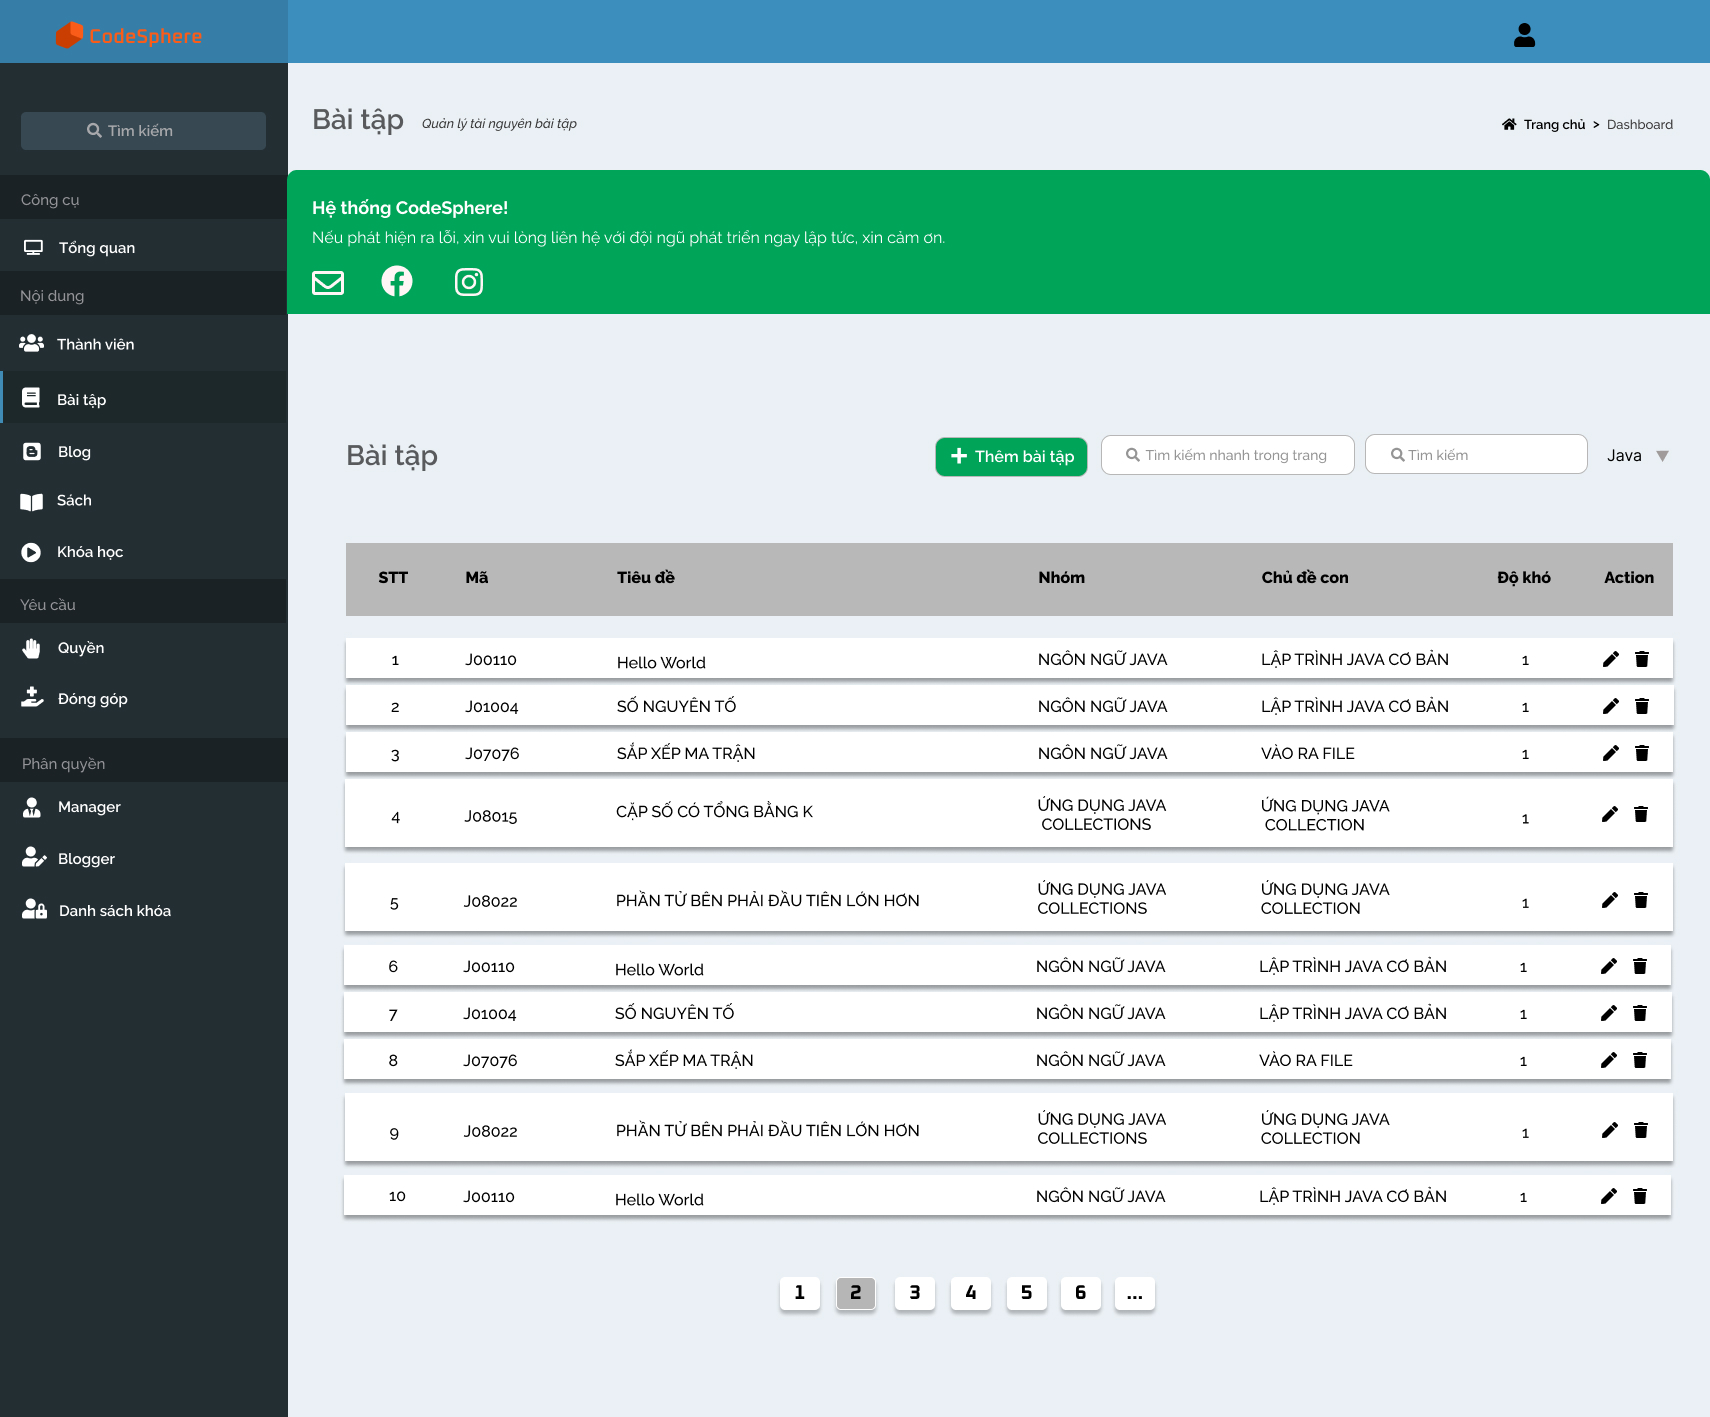 CodeSphere
Tìm kiếm
Công cụ
Tổng quan
Nội dung
Thành viên
Bài tập
Blog
Sách
Khóa học
Yêu cầu
Quyền
Đóng góp
Phân quyền
Manager
Blogger
Danh sách khóa
Bài tập Quản lý tài nguyên bài tập
Trang chủ > Dashboard
Hệ thống CodeSphere!
Nếu phát hiện ra lỗi, xin vui lòng liên hệ với đội ngũ phát triển ngay lập tức, xin cảm ơn.
Bài tập
Thêm bài tập
Tìm kiếm nhanh trong trang
Tìm kiếm
Java
STT Mã Tiêu đề Nhóm Chủ đề con Độ khó Action
1 J00110 Hello World NGÔN NGỮ JAVA LẬP TRÌNH JAVA CƠ BẢN 1
2 J01004 SỐ NGUYÊN TỐ NGÔN NGỮ JAVA LẬP TRÌNH JAVA CƠ BẢN 1
3 J07076 SẮP XẾP MA TRẬN NGÔN NGỮ JAVA VÀO RA FILE 1
4 J08015 CẶP SỐ CÓ TỔNG BẰNG K ỨNG DỤNG JAVA ỨNG DỤNG JAVA 1
COLLECTIONS COLLECTION
5 J08022 PHẦN TỬ BÊN PHẢI ĐẦU TIÊN LỚN HƠN ỨNG DỤNG JAVA ỨNG DỤNG JAVA 1
COLLECTIONS COLLECTION
6 J00110 Hello World NGÔN NGỮ JAVA LẬP TRÌNH JAVA CƠ BẢN 1
7 J01004 SỐ NGUYÊN TỐ NGÔN NGỮ JAVA LẬP TRÌNH JAVA CƠ BẢN 1
8 J07076 SẮP XẾP MA TRẬN NGÔN NGỮ JAVA VÀO RA FILE 1
9 J08022 PHẦN TỬ BÊN PHẢI ĐẦU TIÊN LỚN HƠN ỨNG DỤNG JAVA ỨNG DỤNG JAVA 1
COLLECTIONS COLLECTION
10 J00110 Hello World NGÔN NGỮ JAVA LẬP TRÌNH JAVA CƠ BẢN 1
1 2 3 4 5 6 ...